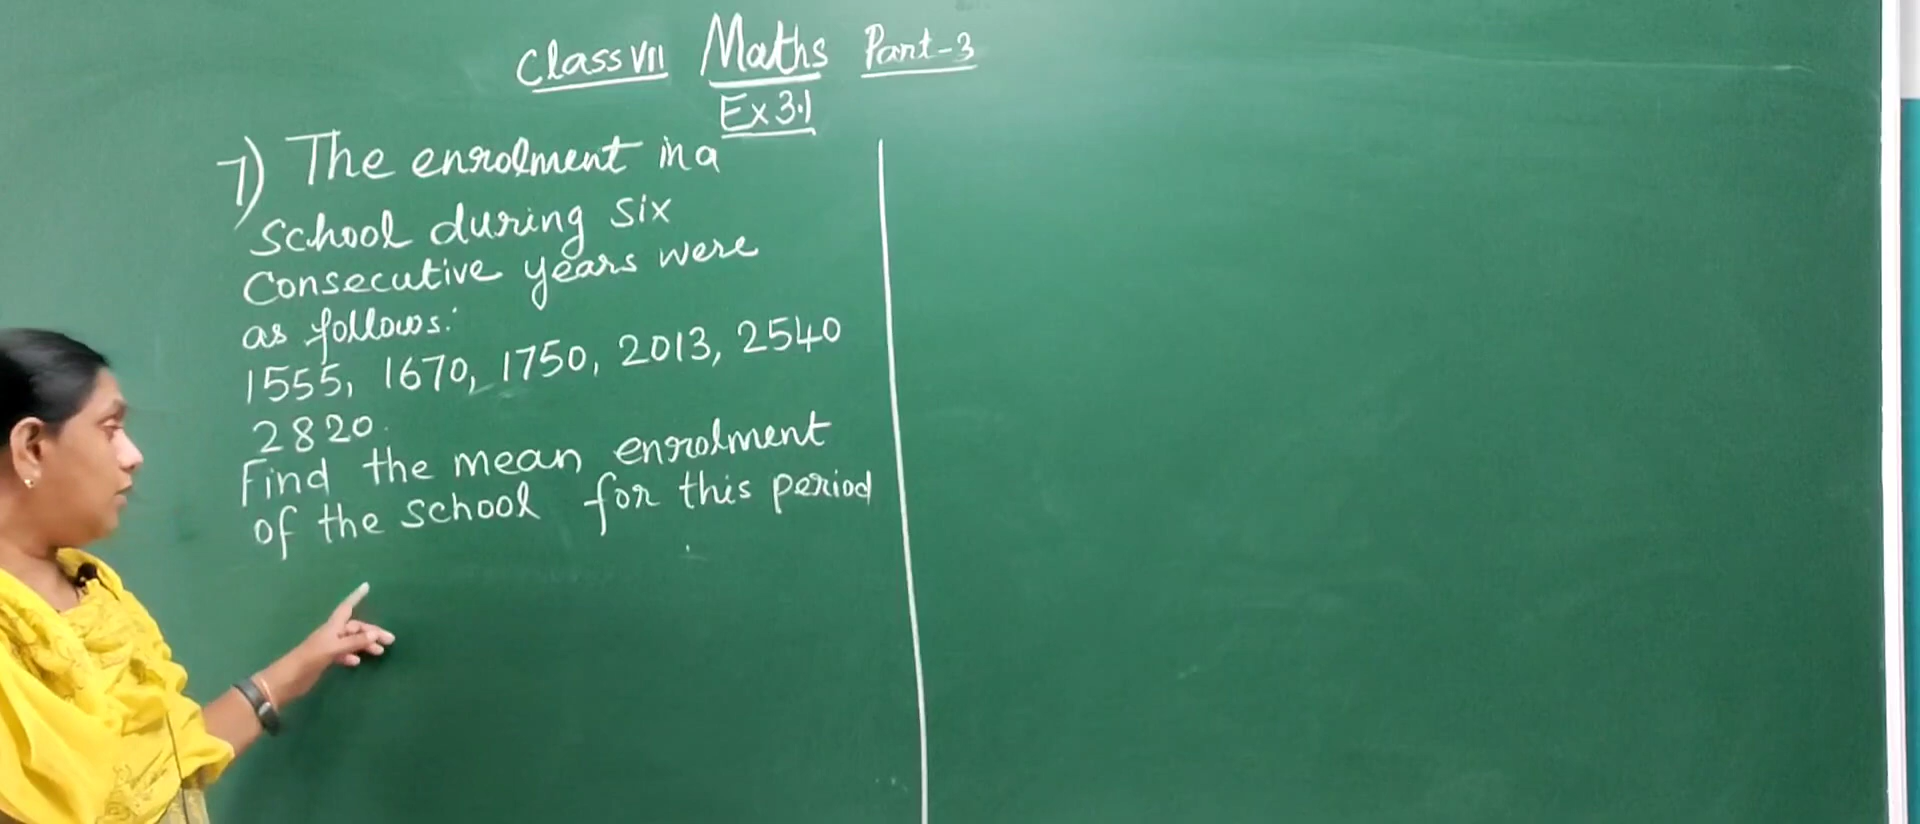 Class VII Maths Part-3
Ex 3.1
7) The enrolment in a
School during six
Consecutive years were
as follows:
1555, 1670, 1750, 2013, 2540
2820.
Find the mean enrolment
of the school for this period